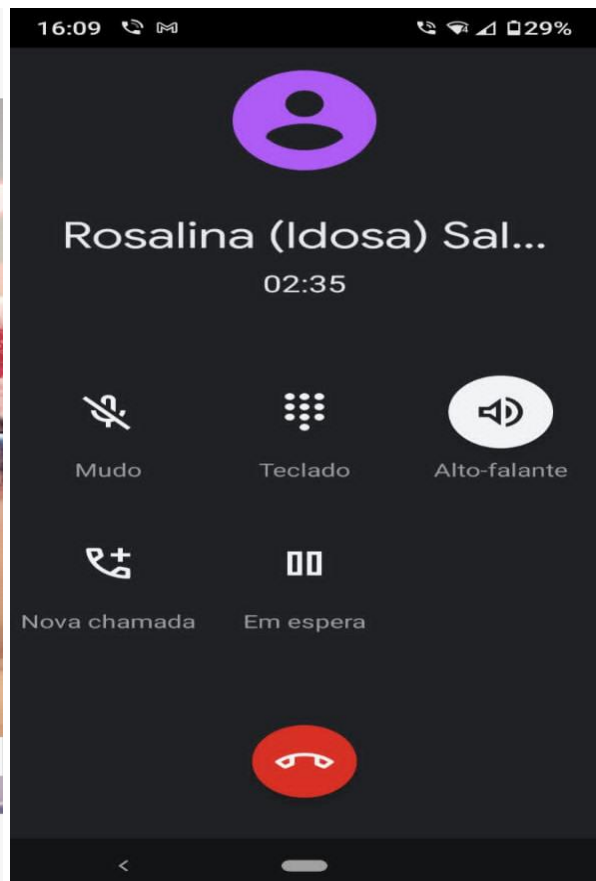 16:09 29%
Rosalina (Idosa) Sal...
02:35
Mudo Teclado Alto-falante
Nova chamada Em espera